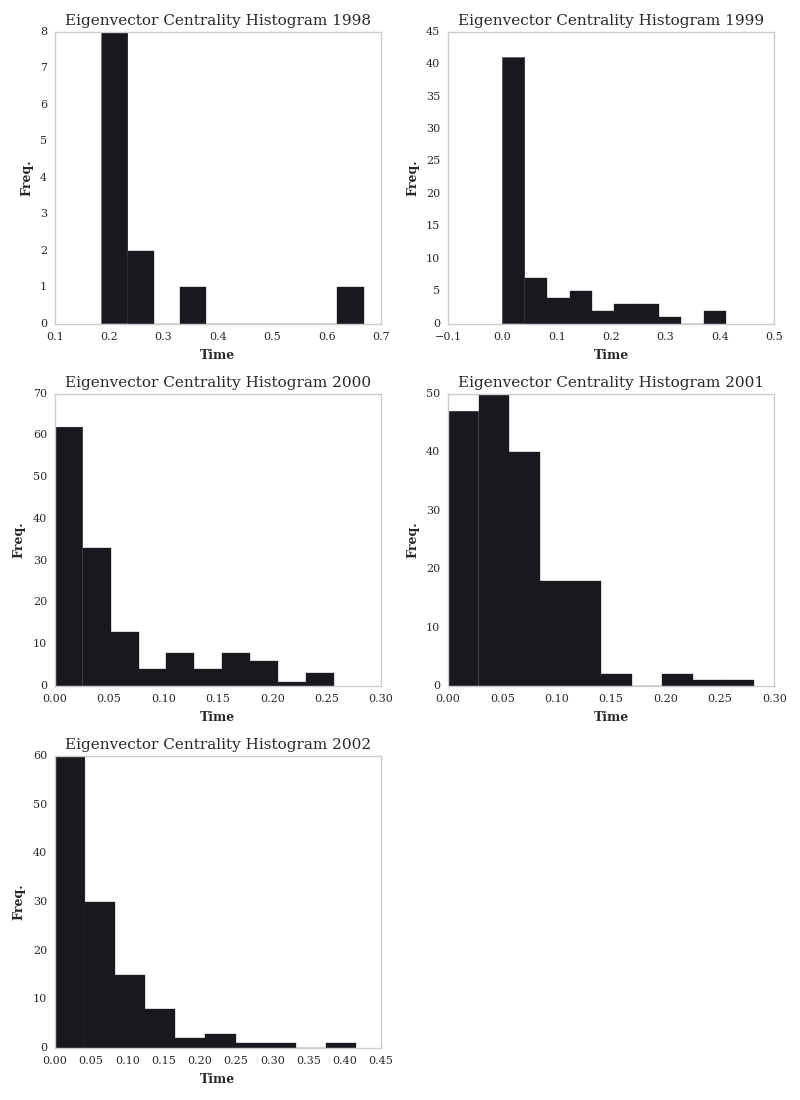 Eigenvector Centrality Histogram 1998
8
7
6
5
4
3
2
1
0
Freq.
0.1 0.2 0.3 0.4 0.5 0.6 0.7
Time
Eigenvector Centrality Histogram 1999
45
40
35
30
25
20
15
10
5
0
Freq.
−0.1 0.0 0.1 0.2 0.3 0.4 0.5
Time
Eigenvector Centrality Histogram 2000
70
60
50
40
30
20
10
0
Freq.
0.00 0.05 0.10 0.15 0.20 0.25 0.30
Time
Eigenvector Centrality Histogram 2001
50
40
30
20
10
0
Freq.
0.00 0.05 0.10 0.15 0.20 0.25 0.30
Time
Eigenvector Centrality Histogram 2002
60
50
40
30
20
10
0
Freq.
0.00 0.05 0.10 0.15 0.20 0.25 0.30 0.35 0.40 0.45
Time